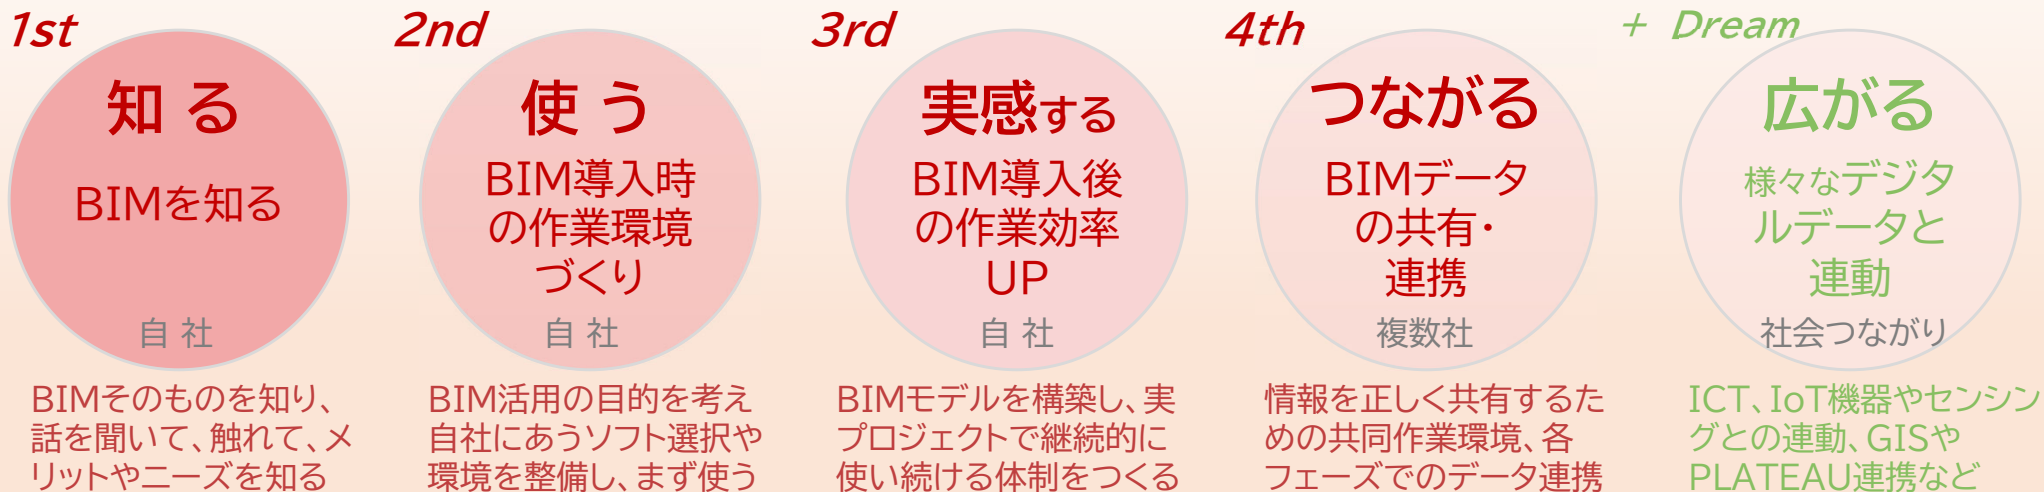 1st
知 る
BIMを知る
自 社
BIMそのものを知り、
話を聞いて、触れて、メ
リットやニーズを知る
2nd
使 う
BIM導入時
の作業環境
づくり
自 社
BIM活用の目的を考え
自社にあうソフト選択や
環境を整備し、まず使う
3rd
実感する
BIM導入後
の作業効率
UP
自 社
BIMモデルを構築し、実
プロジェクトで継続的に
使い続ける体制をつくる
4th
つながる
BIMデータ
の共有・
連携
複数社
情報を正しく共有するた
めの共同作業環境、各
フェーズでのデータ連携
+ Dream
広がる
様々なデジタ
ルデータと
連動
社会つながり
ICT、IoT機器やセンシン
グとの連動、GISや
PLATEAU連携など